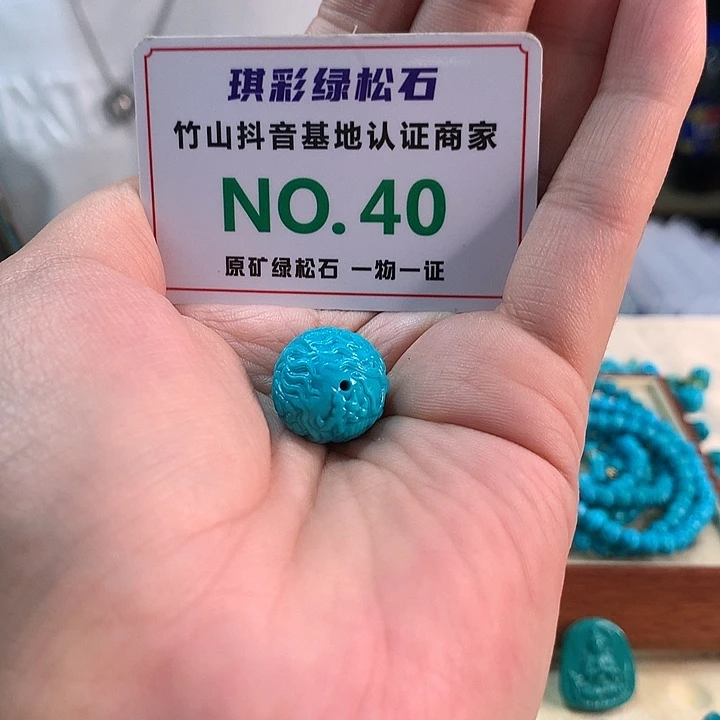 琪彩绿松石
竹山抖音基地认证商家
NO.40
原矿绿松石 一物一证